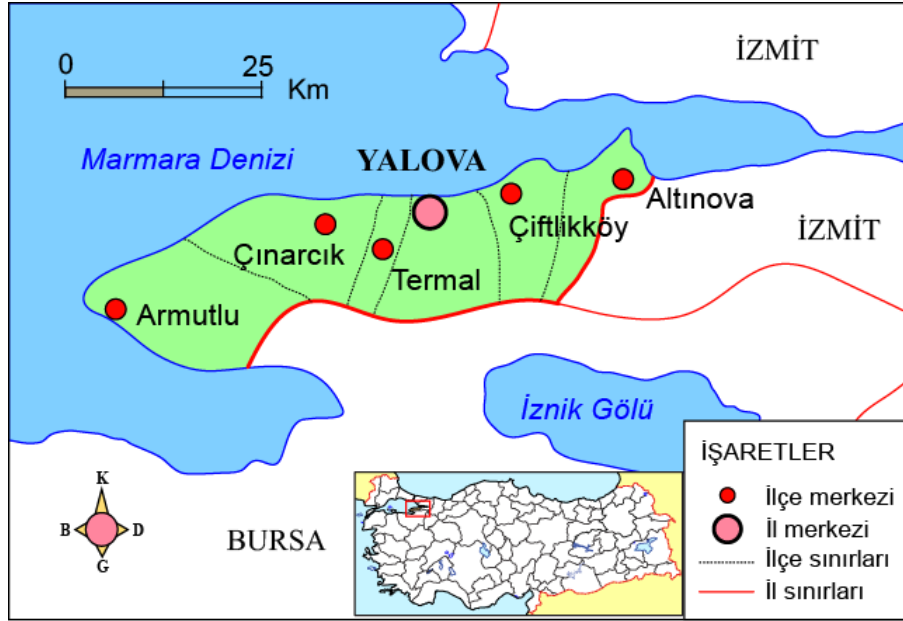 İZMİT
0 25
Km
Marmara Denizi
YALOVA
Altınova
Çiftlikköy
İZMİT
Çınarcık
Termal
Armutlu
İznik Gölü
BURSA
K
B D
G
İŞARETLER
İlçe merkezi
İl merkezi
İlçe sınırları
İl sınırları